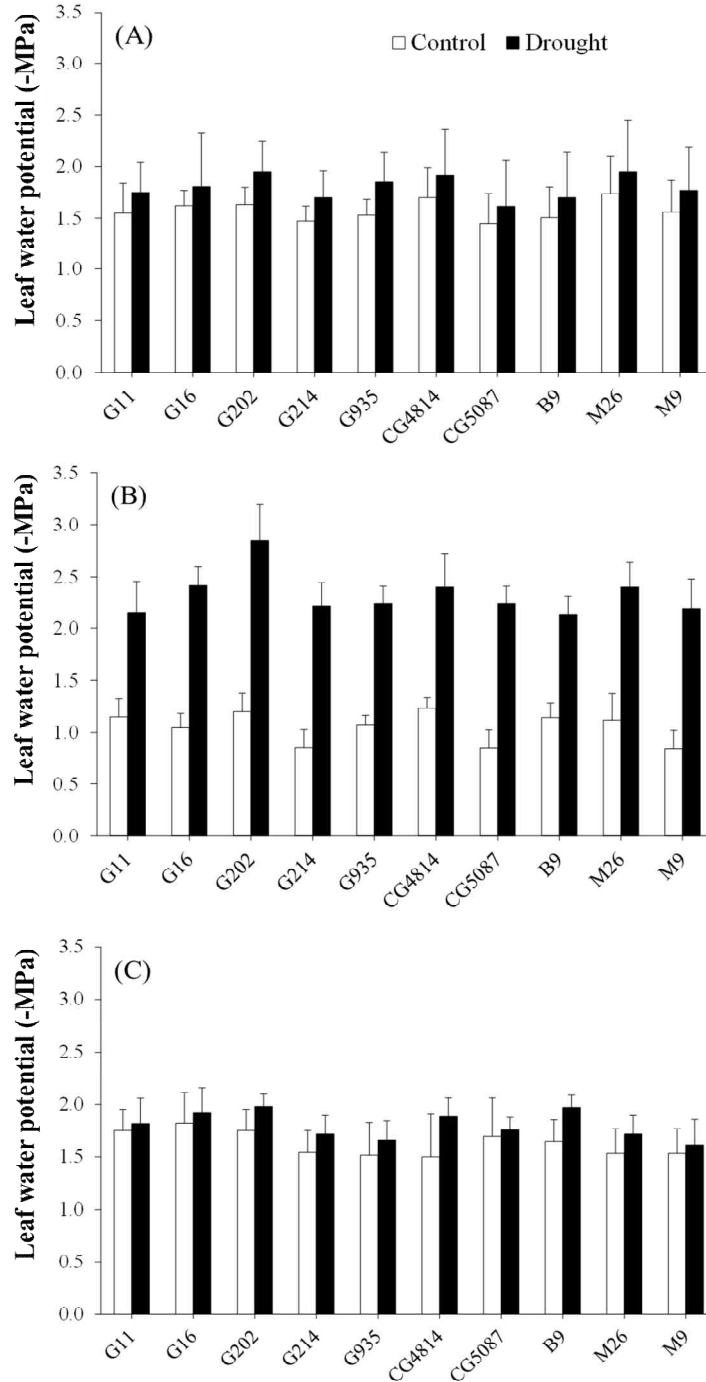 (A)
Control Drought
Leaf water potential (-MPa)
3.5
3.0
2.5
2.0
1.5
1.0
0.5
0.0
G11 G16 G202 G214 G935 CG4814 CG5087 B9 M26 M9
(B)
Leaf water potential (-MPa)
3.5
3.0
2.5
2.0
1.5
1.0
0.5
0.0
G11 G16 G202 G214 G935 CG4814 CG5087 B9 M26 M9
(C)
Leaf water potential (-MPa)
3.5
3.0
2.5
2.0
1.5
1.0
0.5
0.0
G11 G16 G202 G214 G935 CG4814 CG5087 B9 M26 M9